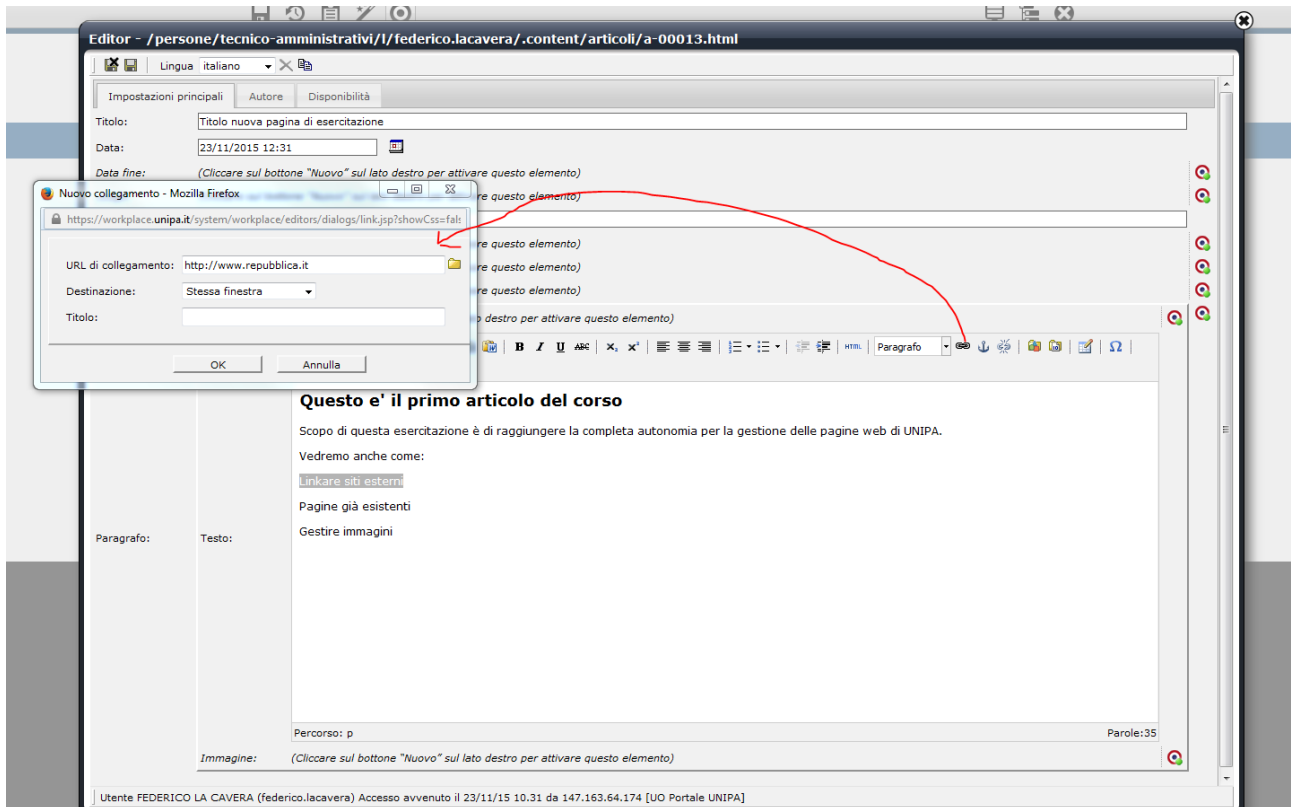 Editor - /persone/tecnico-amministrativi/l/federico.lacavera/.content/articoli/a-00013.html
Lingua italiano
Impostazioni principali Autore Disponibilità
Titolo: Titolo nuova pagina di esercitazione
Data: 23/11/2015 12:31
Data fine: (Cliccare sul bottone "Nuovo" sul lato destro per attivare questo elemento)
Nuovo collegamento - Mozilla Firefox
re questo elemento)
https://workplace.unipa.it/system/workplace/editors/dialogs/link.jsp?showCss=fals
re questo elemento)
URL di collegamento: http://www.repubblica.it
re questo elemento)
Destinazione: Stessa finestra
re questo elemento)
Titolo:
destro per attivare questo elemento)
B I U ABC x, x² HTML Paragrafo Ω
OK Annulla
Questo e' il primo articolo del corso
Scopo di questa esercitazione è di raggiungere la completa autonomia per la gestione delle pagine web di UNIPA.
Vedremo anche come:
Linkare siti esterni
Pagine già esistenti
Gestire immagini
Paragrafo: Testo:
Percorso: p Parole:35
Immagine: (Cliccare sul bottone "Nuovo" sul lato destro per attivare questo elemento)
Utente FEDERICO LA CAVERA (federico.lacavera) Accesso avvenuto il 23/11/15 10.31 da 147.163.64.174 [UO Portale UNIPA]